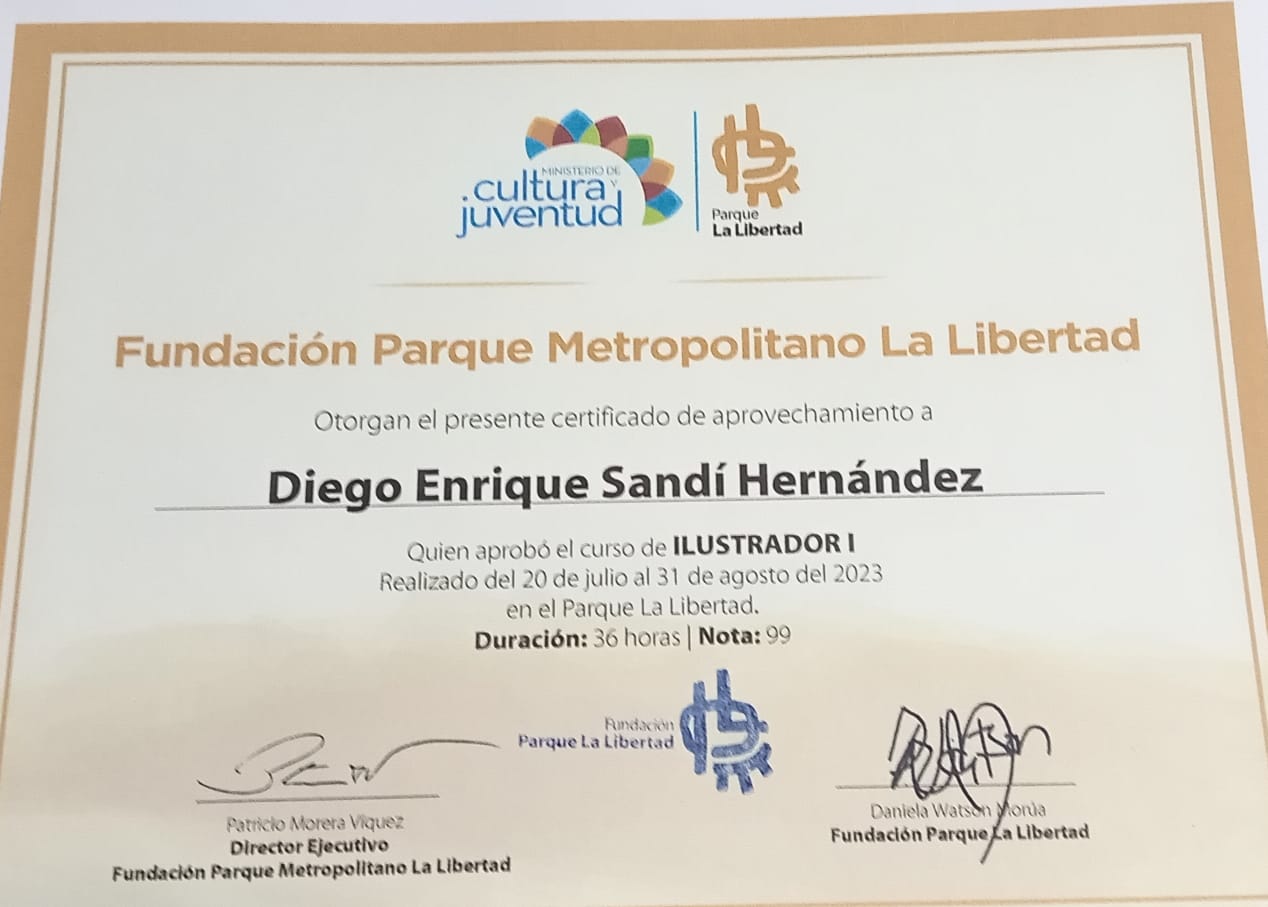 MINISTERIO DE
cultura y
juventud
Parque
La Libertad
Fundación Parque Metropolitano La Libertad
Otorgan el presente certificado de aprovechamiento a
Diego Enrique Sandí Hernández
Quien aprobó el curso de ILUSTRADOR I
Realizado del 20 de julio al 31 de agosto del 2023
en el Parque La Libertad.
Duración: 36 horas | Nota: 99
Fundación
Parque La Libertad
Patricio Morera Víquez
Director Ejecutivo
Fundación Parque Metropolitano La Libertad
Daniela Watson Morúa
Fundación Parque La Libertad